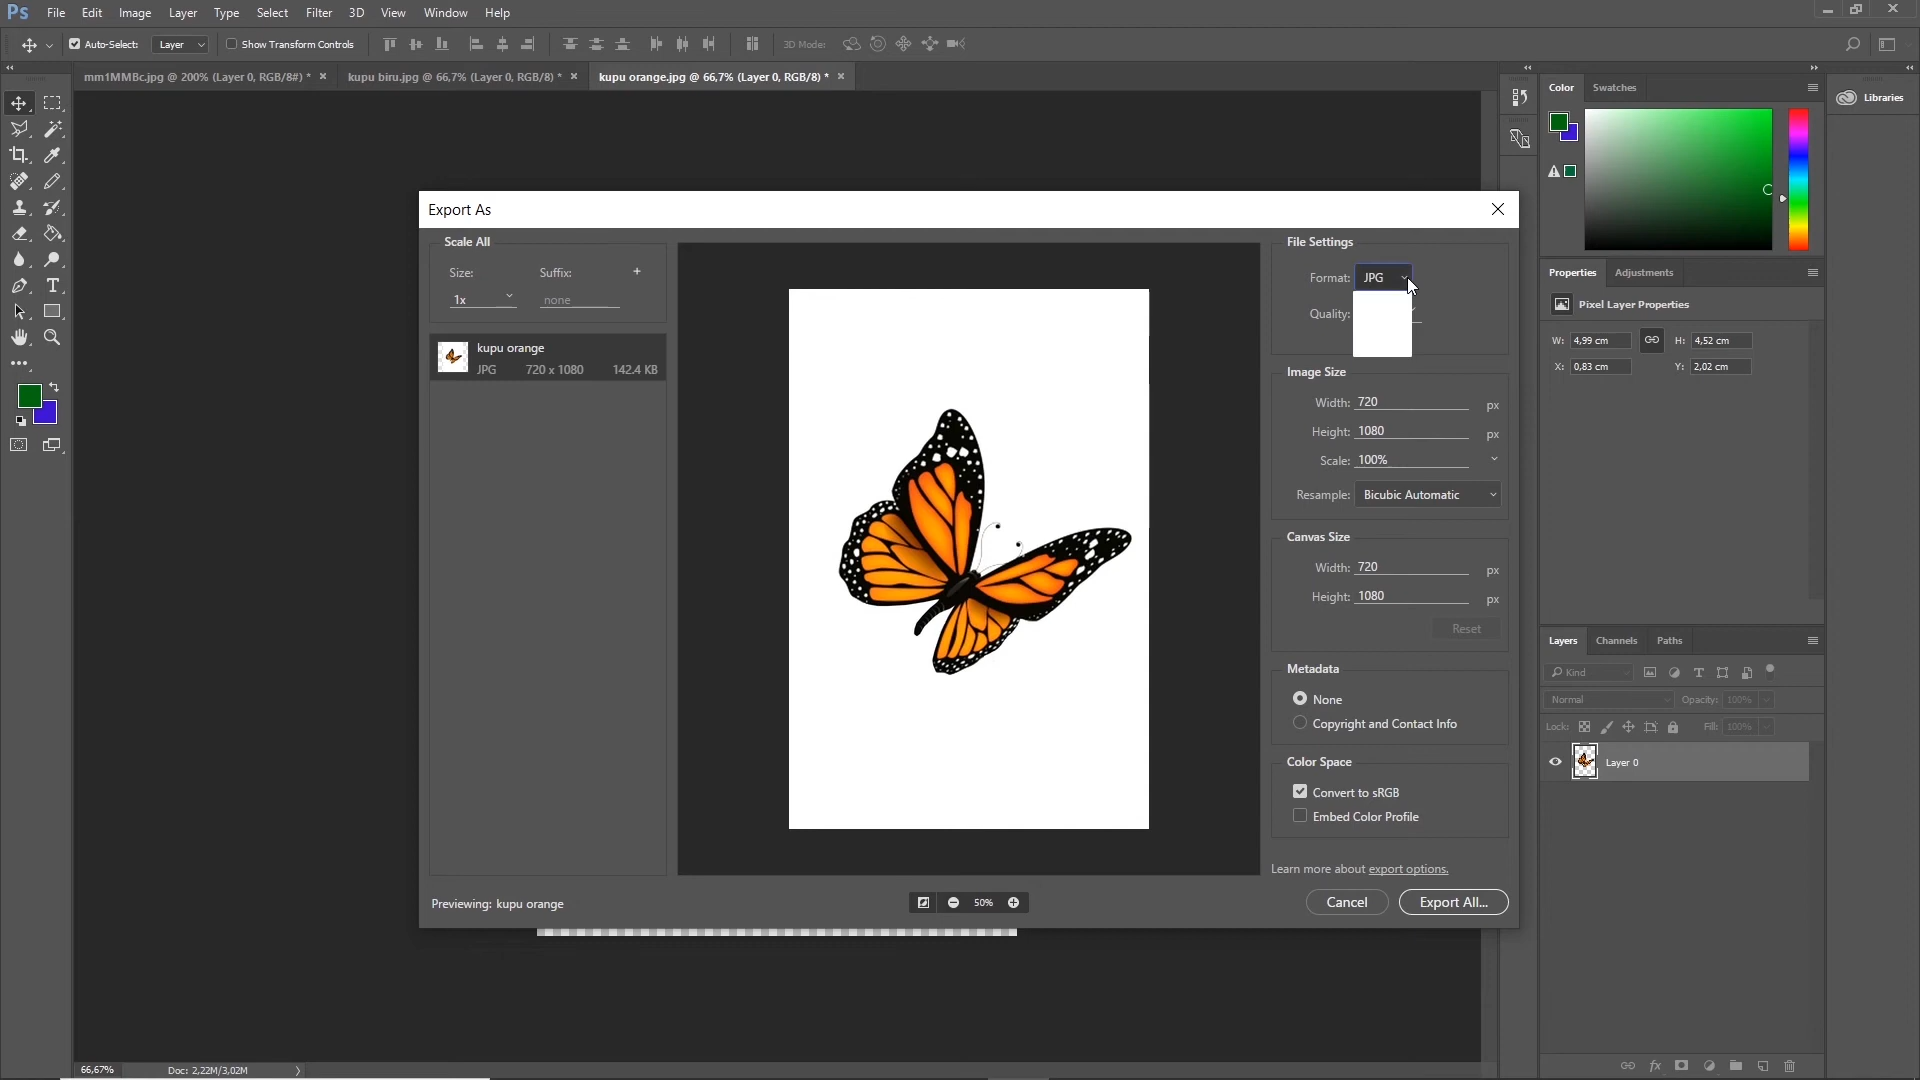 Ps File Edit Image Layer Type Select Filter 3D View Window Help
Auto-Select: Layer Show Transform Controls 3D Mode:
mm1MMBc.jpg @ 200% (Layer 0, RGB/8#) * × kupu biru.jpg @ 66,7% (Layer 0, RGB/8) * × kupu orange.jpg @ 66,7% (Layer 0, RGB/8) * ×
Export As
Scale All
Size: Suffix: +
1x none
kupu orange
JPG 720 x 1080 142.4 KB
File Settings
Format: JPG
Quality:
Image Size
Width: 720 px
Height: 1080 px
Scale: 100%
Resample: Bicubic Automatic
Canvas Size
Width: 720 px
Height: 1080 px
Reset
Metadata
None
Copyright and Contact Info
Color Space
Convert to sRGB
Embed Color Profile
Learn more about export options.
Previewing: kupu orange
50%
Cancel Export All...
Color Swatches
Libraries
Properties Adjustments
Pixel Layer Properties
W: 4,99 cm H: 4,52 cm
X: 0,83 cm Y: 2,02 cm
Layers Channels Paths
Kind
Normal Opacity: 100%
Lock: Fill: 100%
Layer 0
fx
66,67% Doc: 2,22M/3,02M